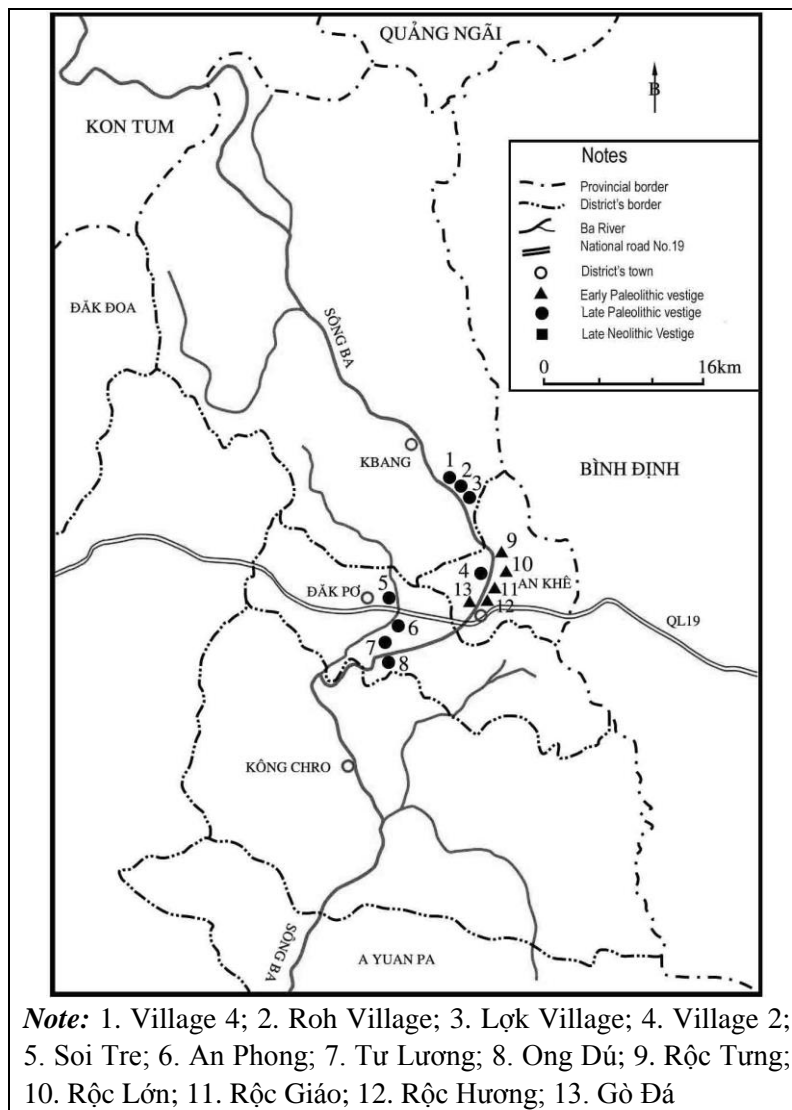 QUẢNG NGÃI
B
KON TUM
Notes
Provincial border
District's border
Ba River
National road No.19
District's town
Early Paleolithic vestige
Late Paleolithic vestige
Late Neolithic Vestige
0 16km
ĐĂK ĐOA
SÔNG BA
KBANG
BÌNH ĐỊNH
1
2
3
9
4
10
AN KHÊ
13
11
12
ĐĂK PƠ
5
QL19
6
7
8
KÔNG CHRO
SÔNG BA
A YUAN PA
Note: 1. Village 4; 2. Roh Village; 3. Lợk Village; 4. Village 2;
5. Soi Tre; 6. An Phong; 7. Tư Lương; 8. Ong Dú; 9. Rộc Tưng;
10. Rộc Lớn; 11. Rộc Giáo; 12. Rộc Hương; 13. Gò Đá